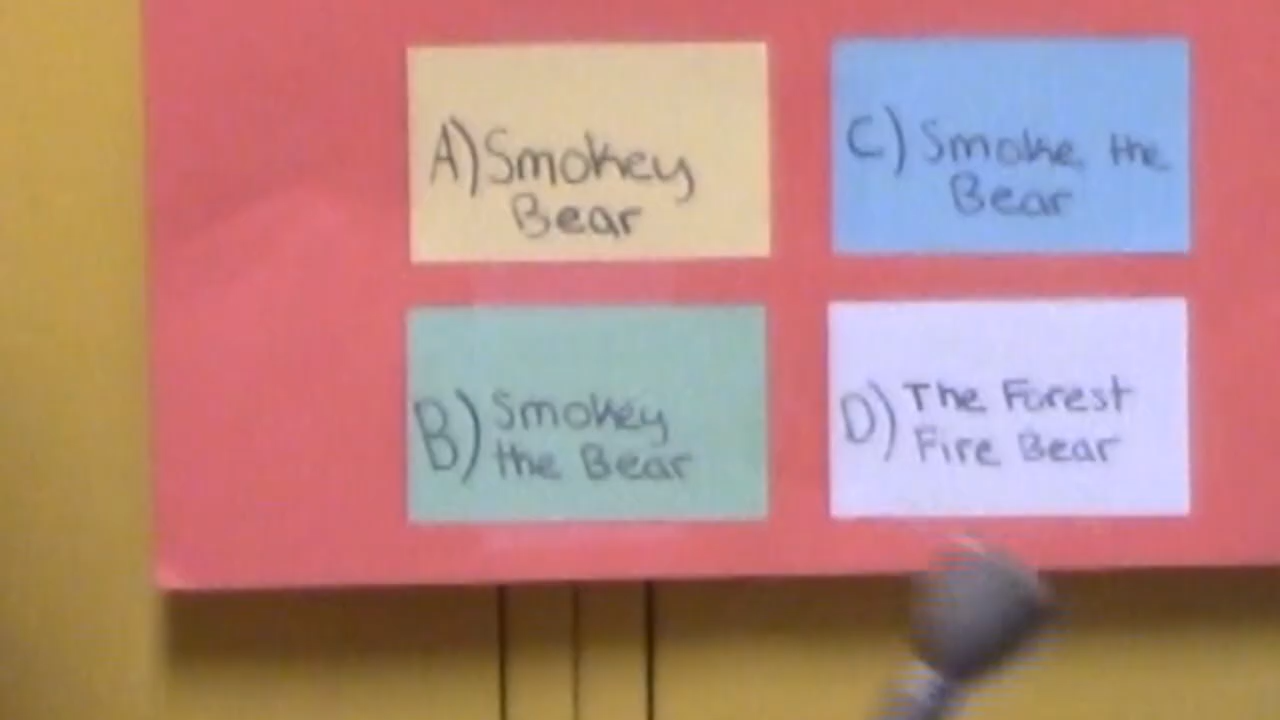 A) Smokey
Bear
B) Smokey
the Bear
C) Smoke the
Bear
D) The Forest
Fire Bear